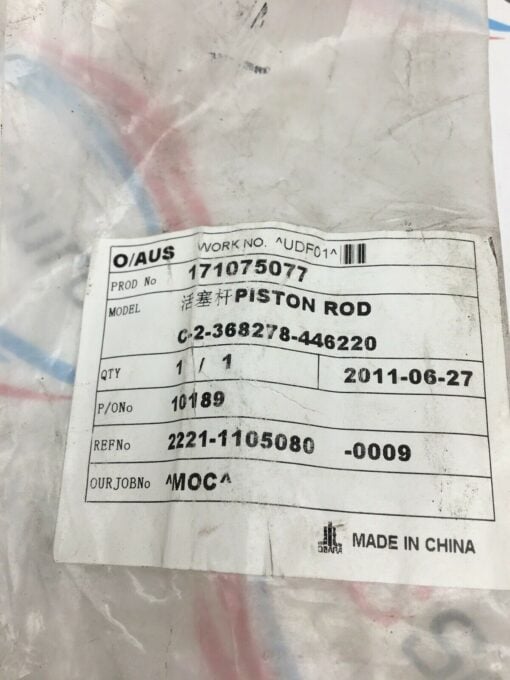 O/AUS WORK NO. ^UDF01^
PROD No 171075077
MODEL 活塞杆PISTON ROD
C-2-368278-446220
QTY 1 / 1 2011-06-27
P/ONo 10189
REFNo 2221-1105080 -0009
OURJOBNo ^MOC^
OBARA MADE IN CHINA